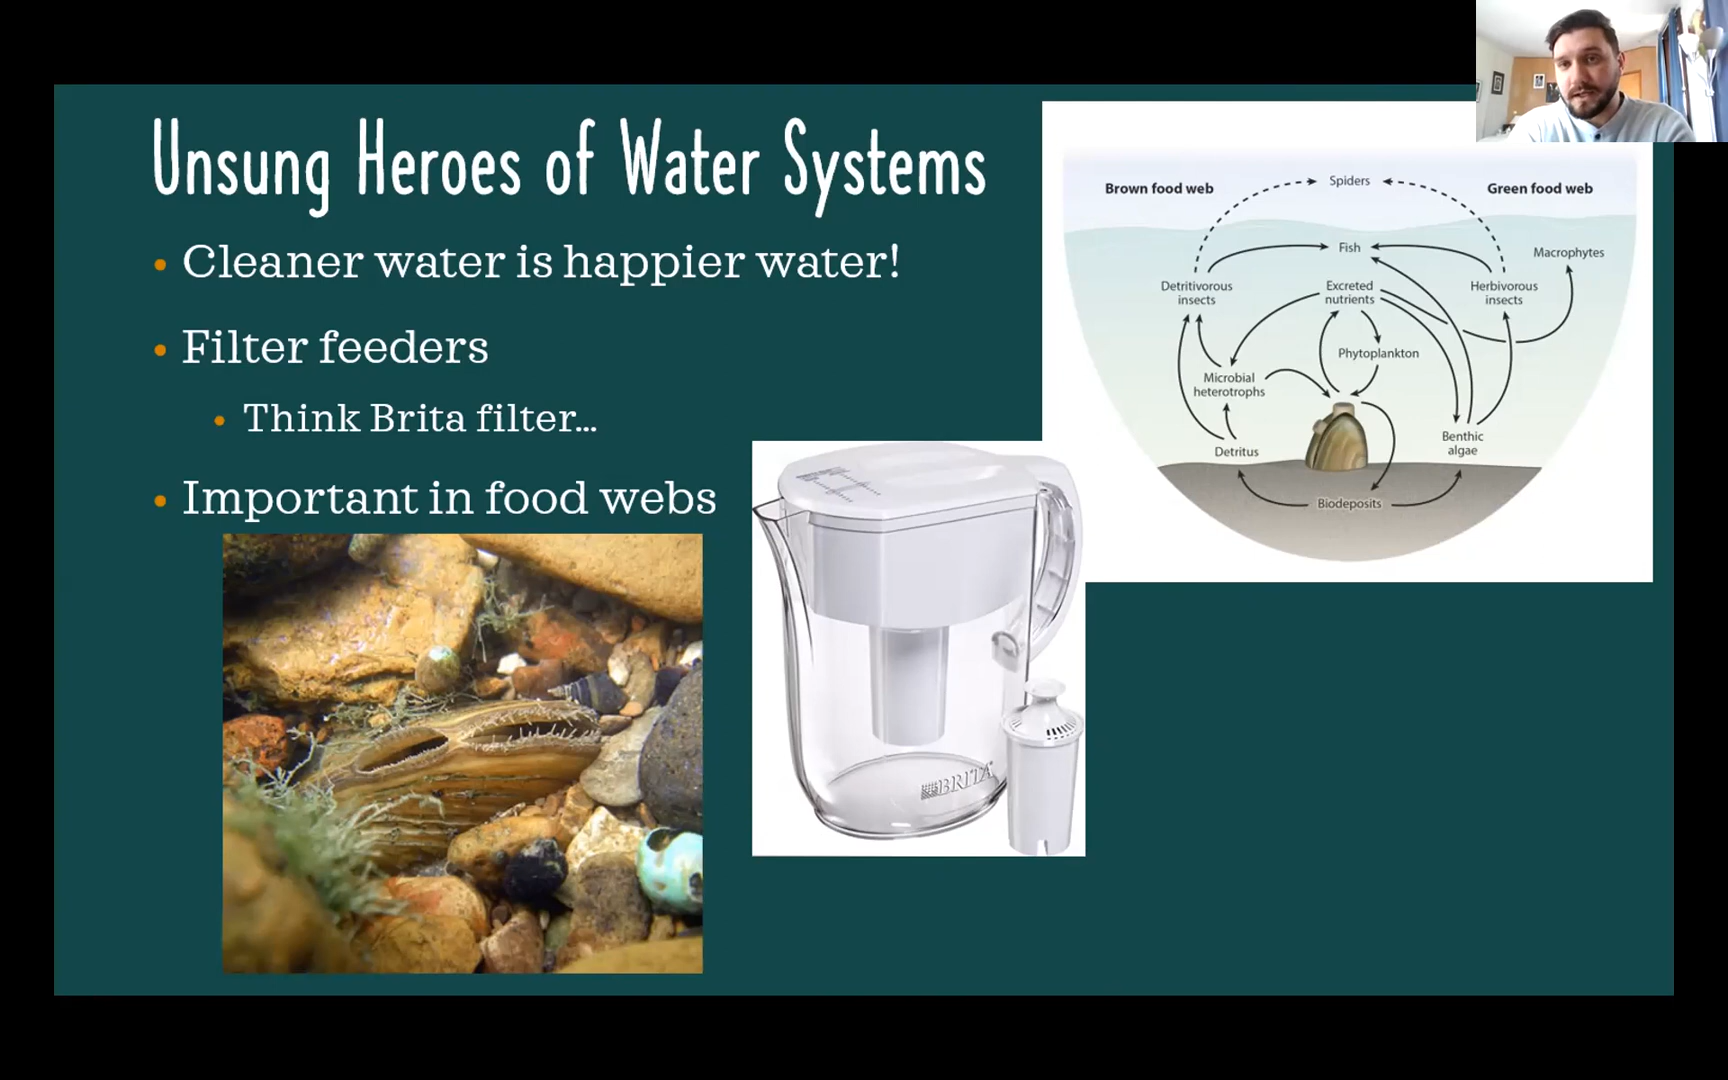 Unsung Heroes of Water Systems
• Cleaner water is happier water!
• Filter feeders
• Think Brita filter...
• Important in food webs
Brown food web
Spiders
Green food web
Fish
Macrophytes
Detritivorous
insects
Excreted
nutrients
Herbivorous
insects
Phytoplankton
Microbial
heterotrophs
Detritus
Benthic
algae
Biodeposits
BRITA